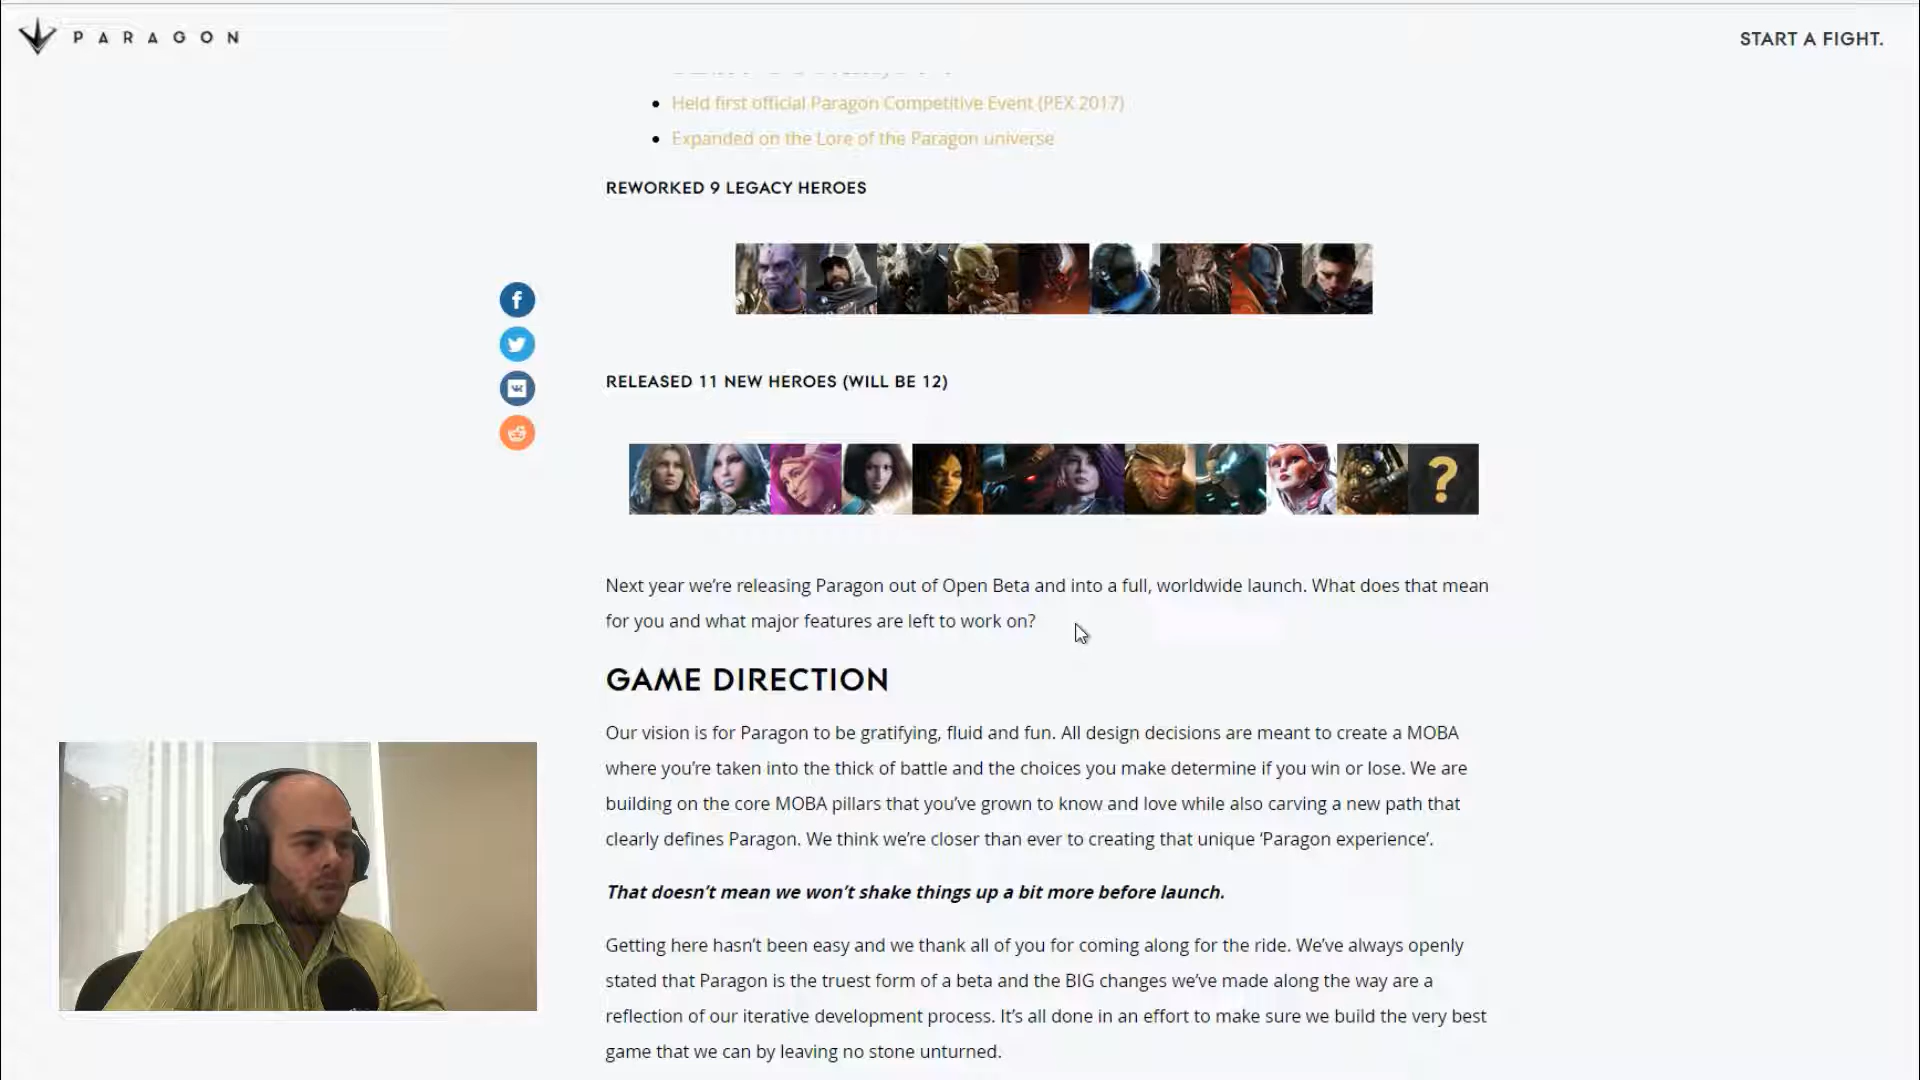 PARAGON
START A FIGHT.
Held first official Paragon Competitive Event (PEX 2017)
Expanded on the Lore of the Paragon universe
REWORKED 9 LEGACY HEROES
RELEASED 11 NEW HEROES (WILL BE 12)
?
Next year we're releasing Paragon out of Open Beta and into a full, worldwide launch. What does that mean
for you and what major features are left to work on?
GAME DIRECTION
Our vision is for Paragon to be gratifying, fluid and fun. All design decisions are meant to create a MOBA
where you're taken into the thick of battle and the choices you make determine if you win or lose. We are
building on the core MOBA pillars that you've grown to know and love while also carving a new path that
clearly defines Paragon. We think we're closer than ever to creating that unique 'Paragon experience'.
That doesn't mean we won't shake things up a bit more before launch.
Getting here hasn't been easy and we thank all of you for coming along for the ride. We've always openly
stated that Paragon is the truest form of a beta and the BIG changes we've made along the way are a
reflection of our iterative development process. It's all done in an effort to make sure we build the very best
game that we can by leaving no stone unturned.